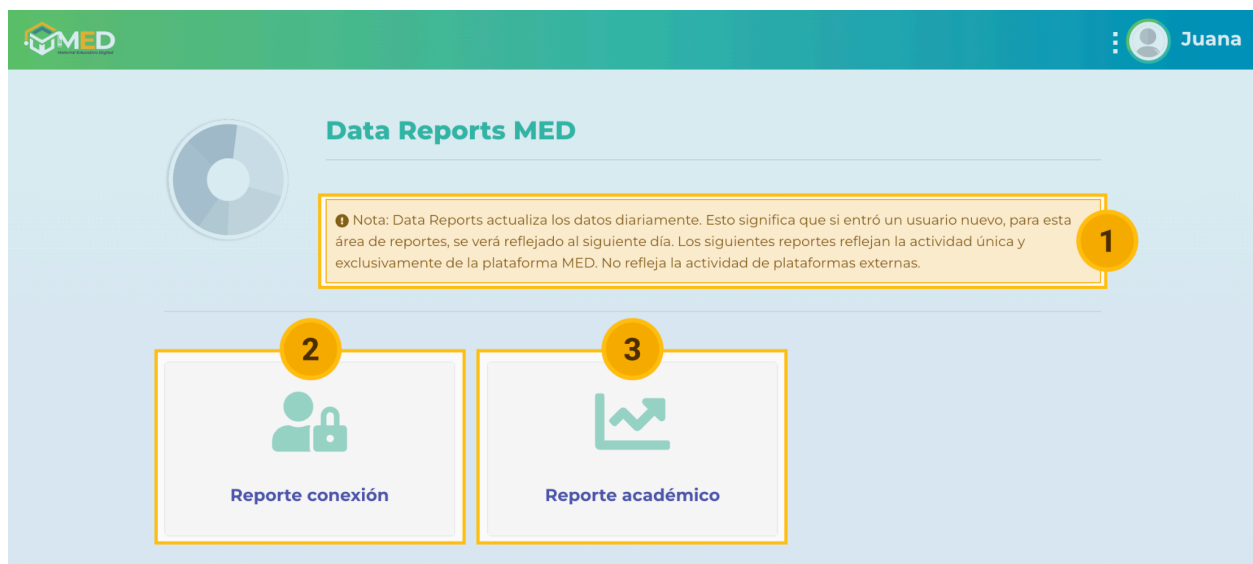 MED
Material Educativo Digital
Juana
Data Reports MED
Nota: Data Reports actualiza los datos diariamente. Esto significa que si entró un usuario nuevo, para esta
área de reportes, se verá reflejado al siguiente día. Los siguientes reportes reflejan la actividad única y
exclusivamente de la plataforma MED. No refleja la actividad de plataformas externas.
1
2
3
Reporte conexión
Reporte académico